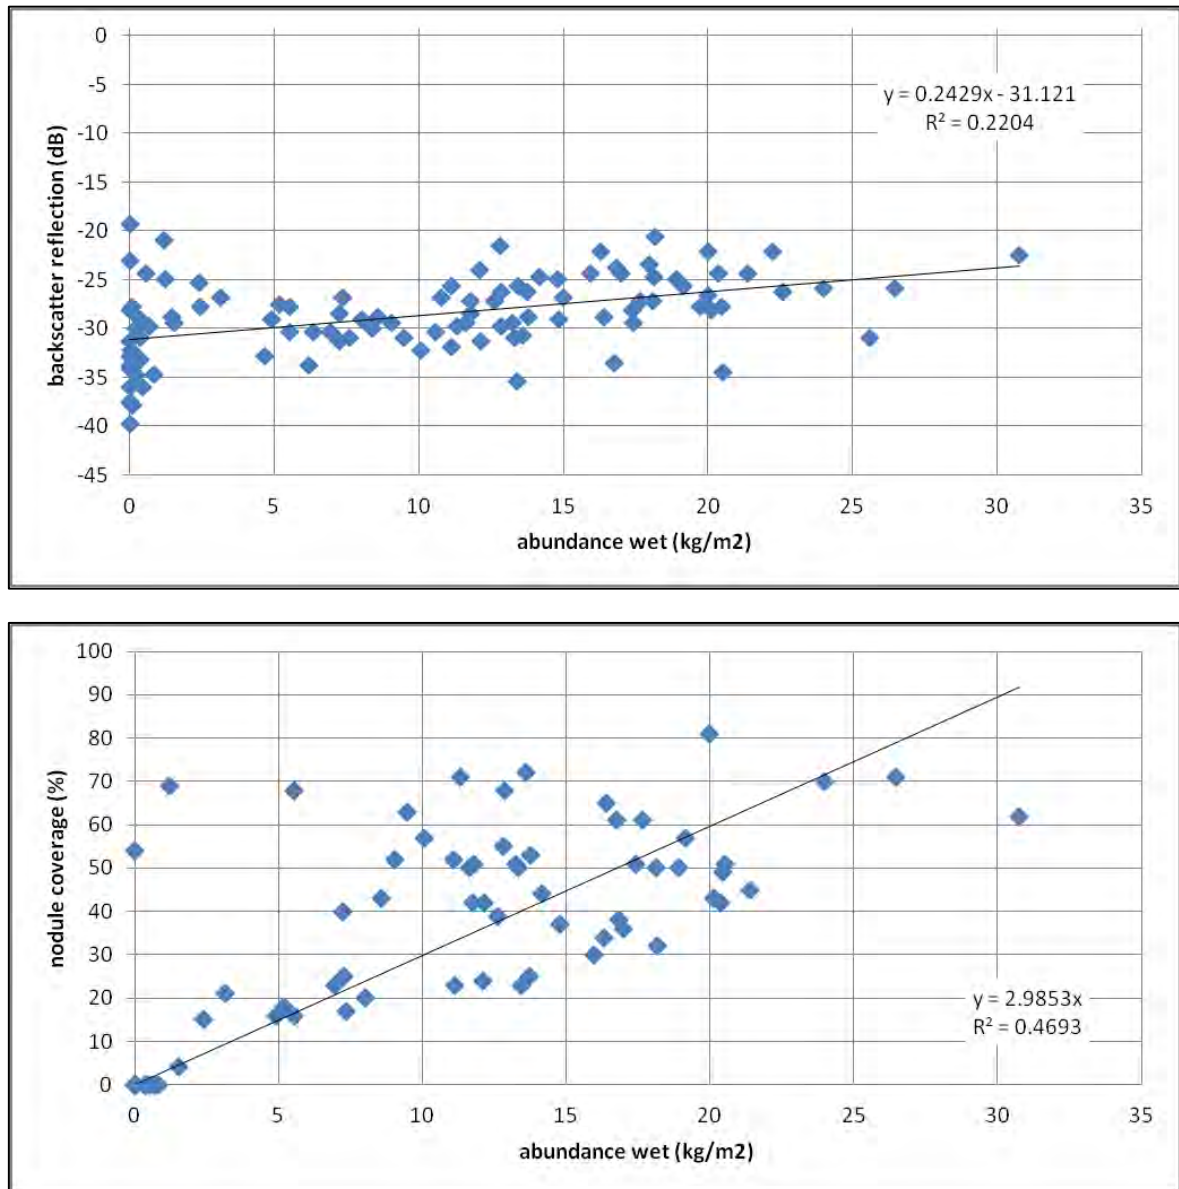 0
-5
-10
-15
-20
-25
-30
-35
-40
-45
backscatter reflection (dB)
y = 0.2429x - 31.121
R² = 0.2204
0 5 10 15 20 25 30 35
abundance wet (kg/m2)
100
90
80
70
60
50
40
30
20
10
0
nodule coverage (%)
y = 2.9853x
R² = 0.4693
0 5 10 15 20 25 30 35
abundance wet (kg/m2)